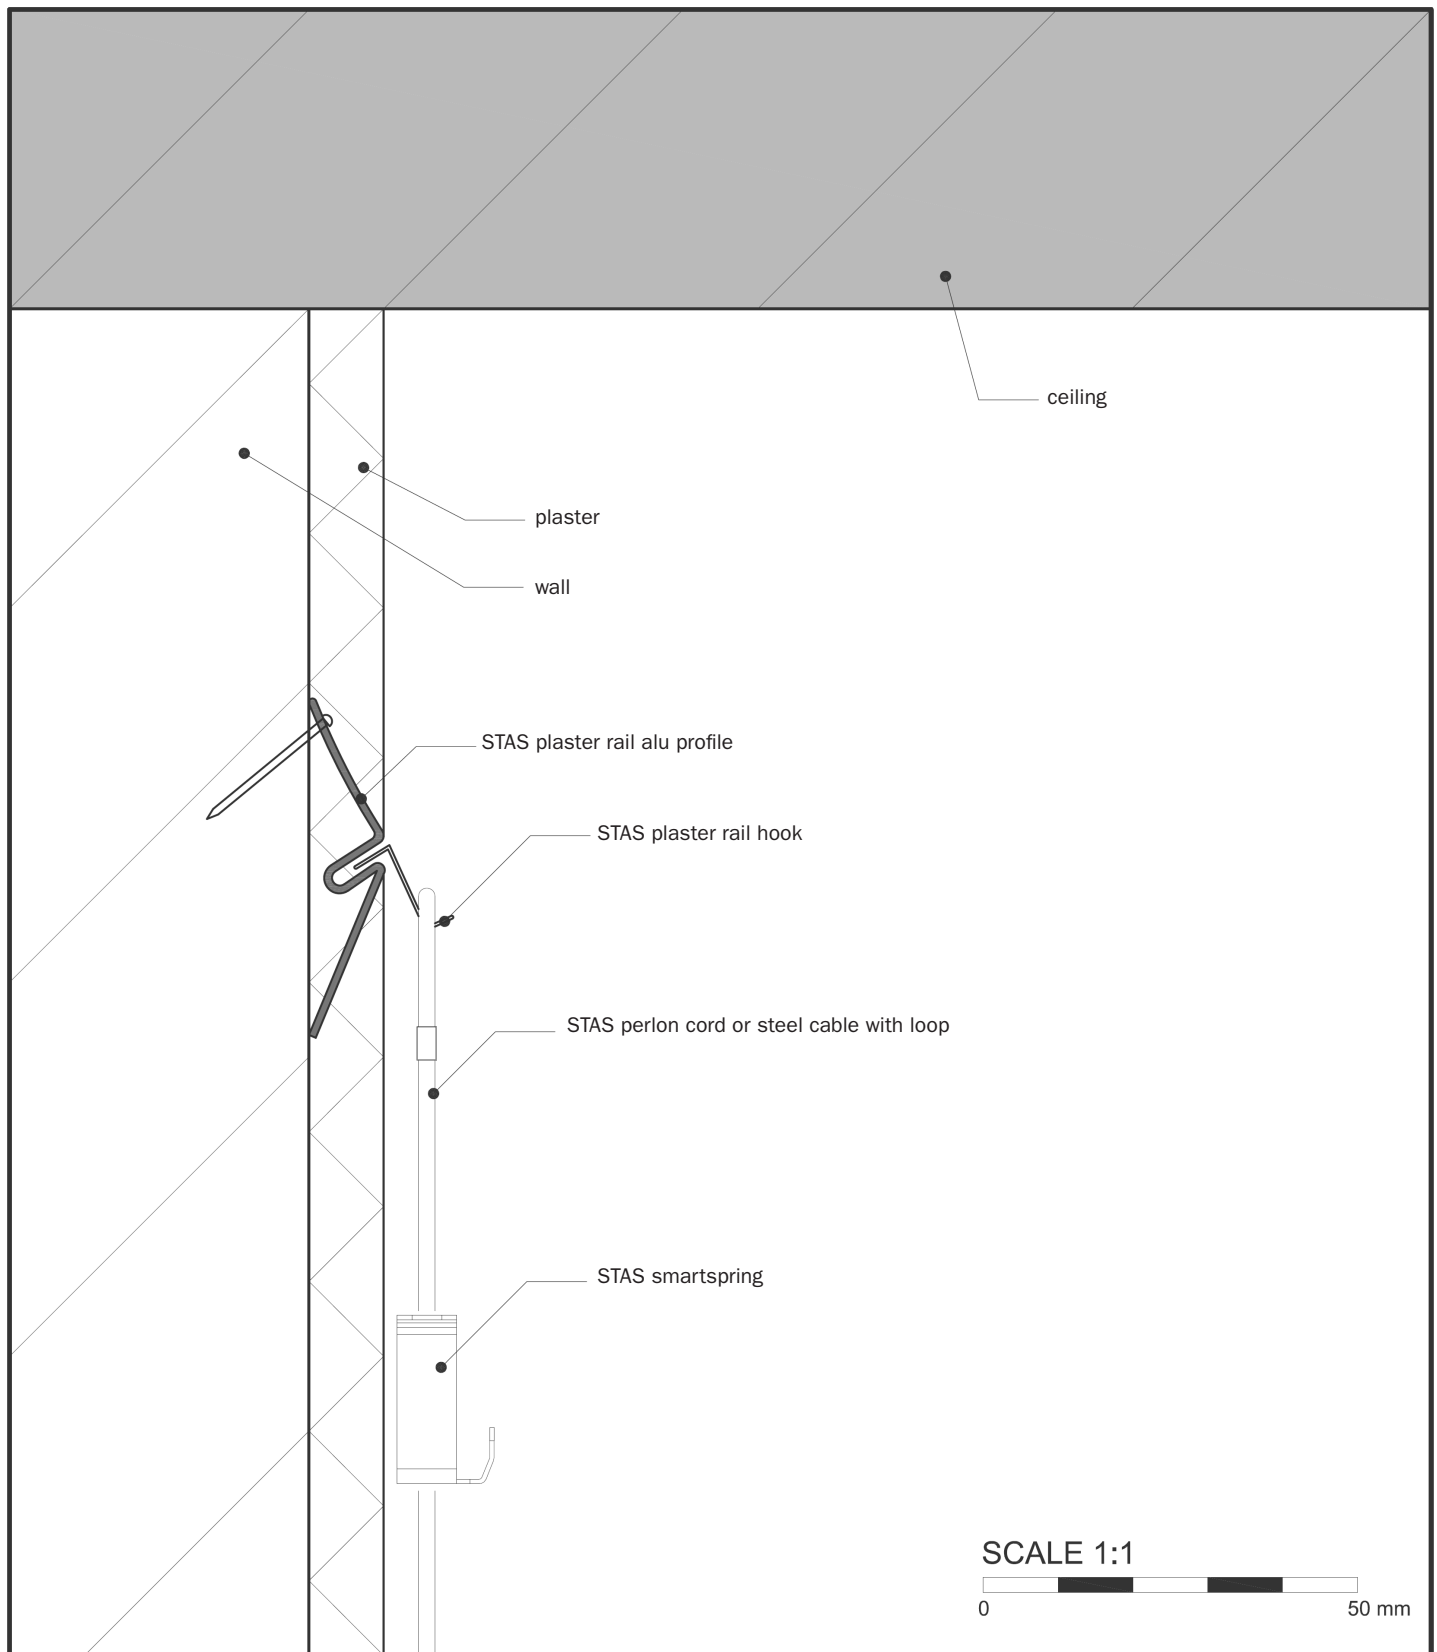 ceiling
plaster
wall
STAS plaster rail alu profile
STAS plaster rail hook
STAS perlon cord or steel cable with loop
STAS smartspring
SCALE 1:1
0 50 mm